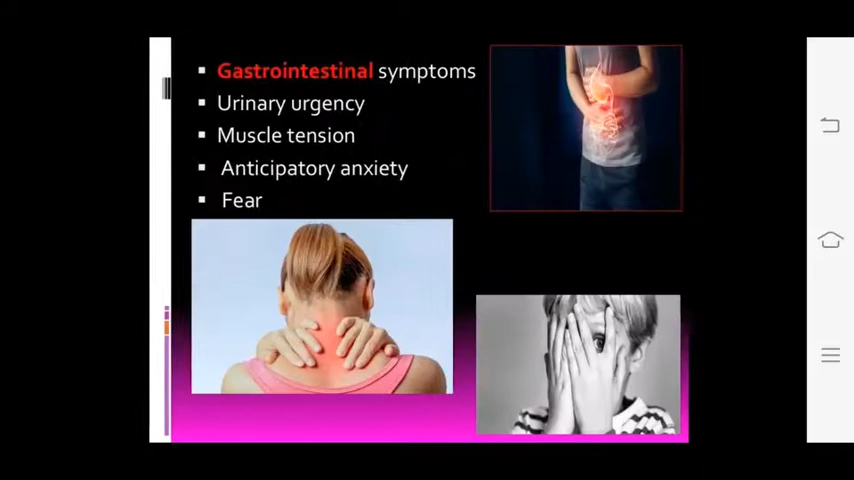 Gastrointestinal symptoms
Urinary urgency
Muscle tension
Anticipatory anxiety
Fear